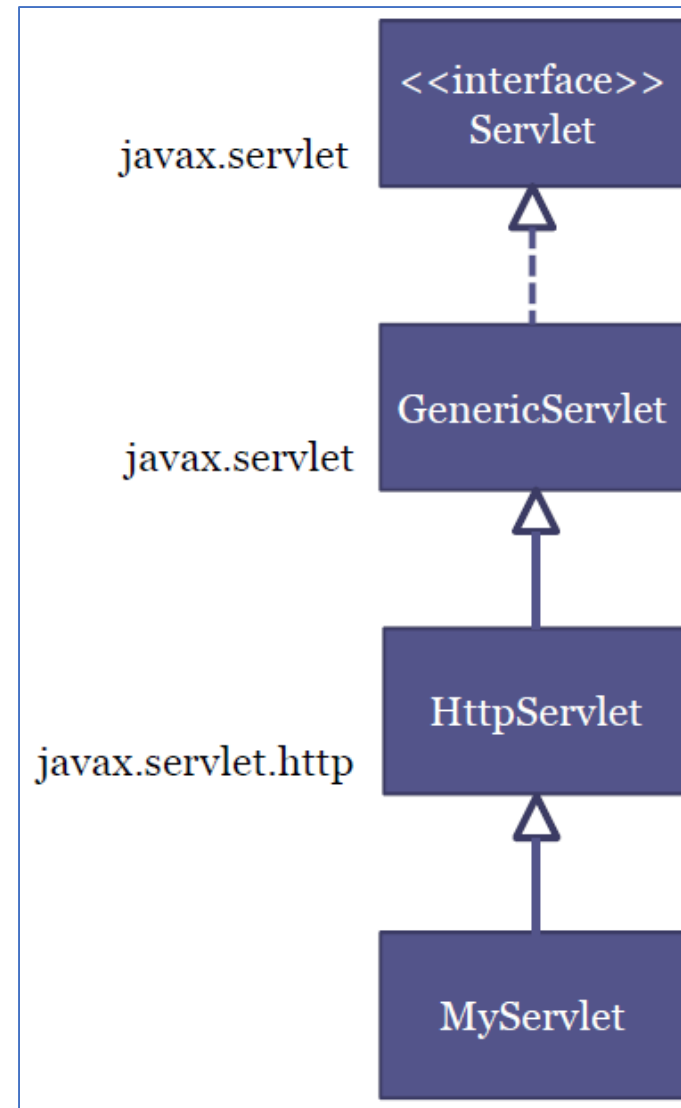 <<interface>>
Servlet
javax.servlet
GenericServlet
javax.servlet
HttpServlet
javax.servlet.http
MyServlet